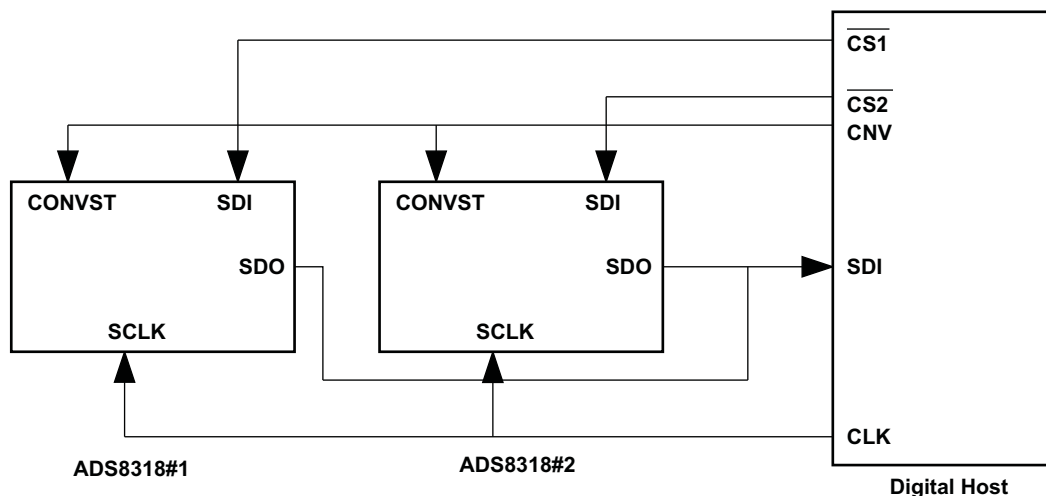 CS1
CS2
CNV
CONVST SDI
CONVST SDI
SDO
SDO
SDI
SCLK
SCLK
CLK
ADS8318#1
ADS8318#2
Digital Host